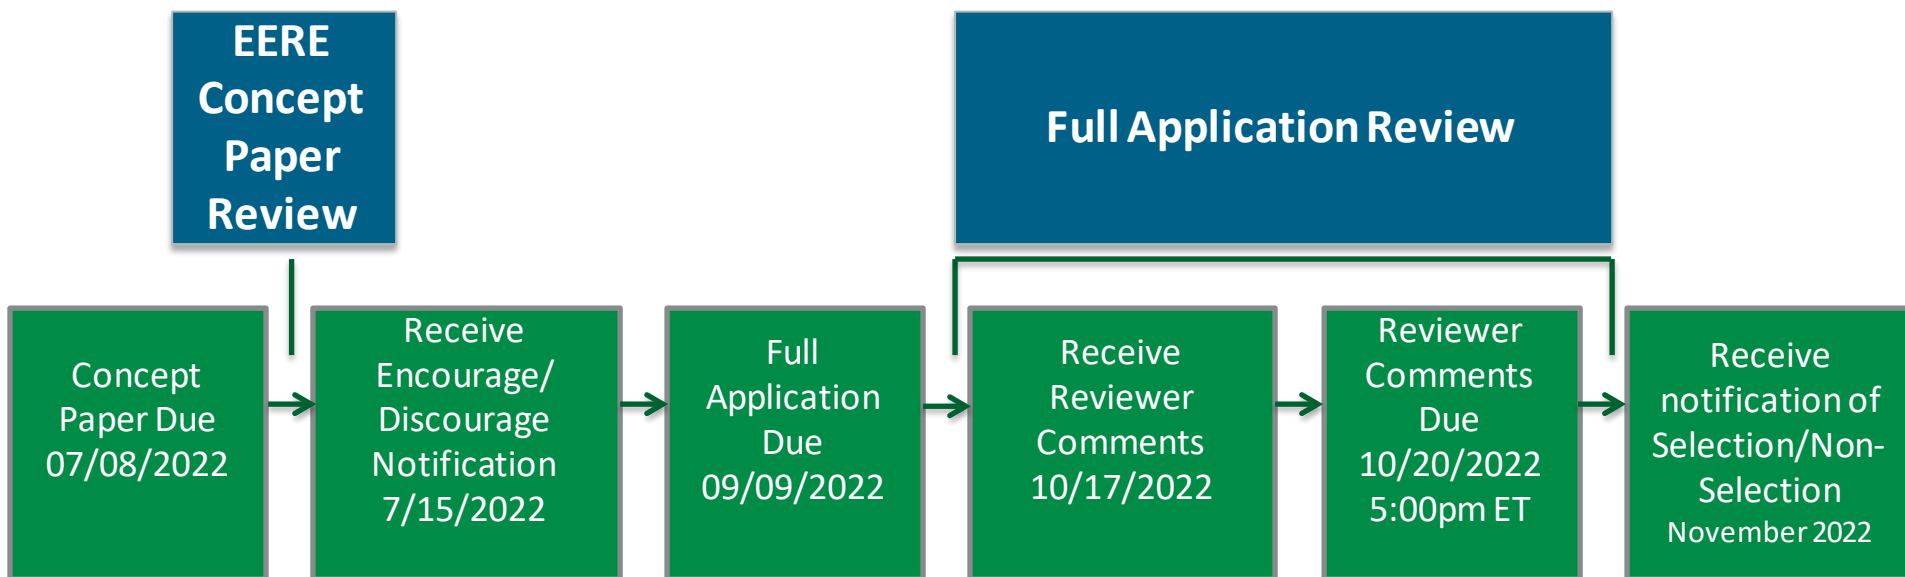 EERE
Concept
Paper
Review
Full Application Review
Concept
Paper Due
07/08/2022
Receive
Encourage/
Discourage
Notification
7/15/2022
Full
Application
Due
09/09/2022
Receive
Reviewer
Comments
10/17/2022
Reviewer
Comments
Due
10/20/2022
5:00pm ET
Receive
notification of
Selection/Non-
Selection
November 2022